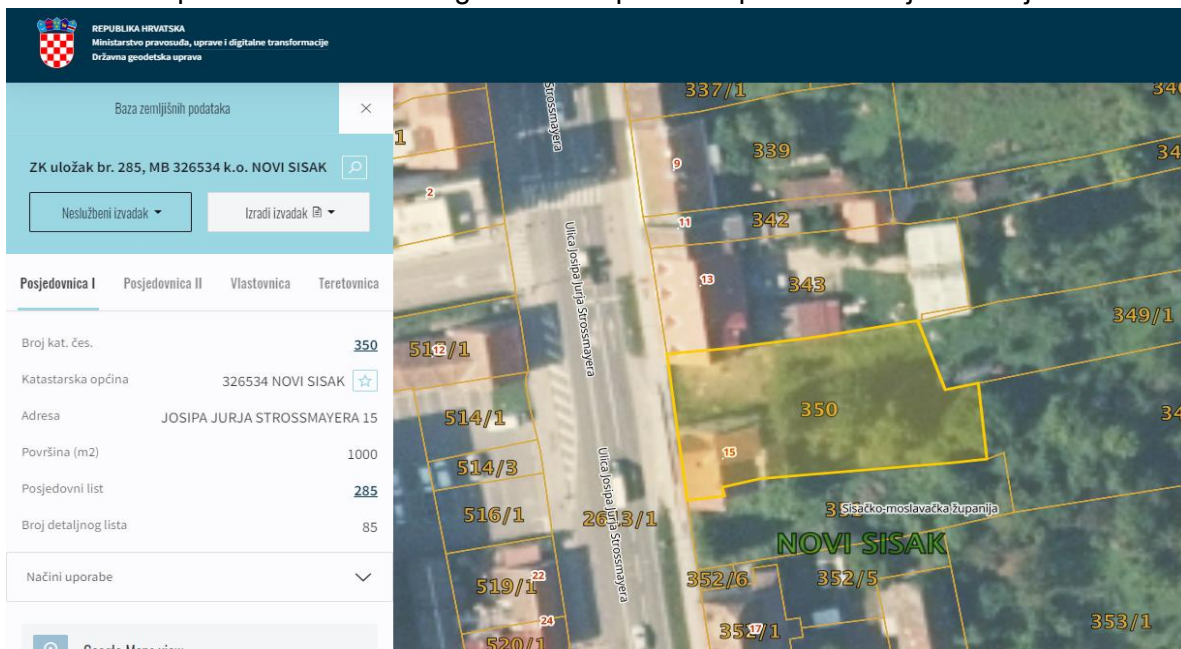 REPUBLIKA HRVATSKA
Ministarstvo pravosuđa, uprave i digitalne transformacije
Državna geodetska uprava
Baza zemljišnih podataka ×
ZK uložak br. 285, MB 326534 k.o. NOVI SISAK
Neslužbeni izvadak
Izradi izvadak
Posjedovnica I
Posjedovnica II
Vlastovnica
Teretovnica
Broj kat. čes. 350
Katastarska općina 326534 NOVI SISAK
Adresa JOSIPA JURJA STROSSMAYERA 15
Površina (m2) 1000
Posjedovni list 285
Broj detaljnog lista 85
Načini uporabe
337/1
Strossmayera
1
9
339
2
11
342
Ulica Josipa Jurja Strossmayera
13
343
349/1
12
514/1
350
15
514/3
Ulica Josipa Jurja Strossmayera
516/1
2613/1
Sisačko-moslavačka županija
NOVI SISAK
22
519/1
352/6
352/5
24
520/1
17
352/1
353/1